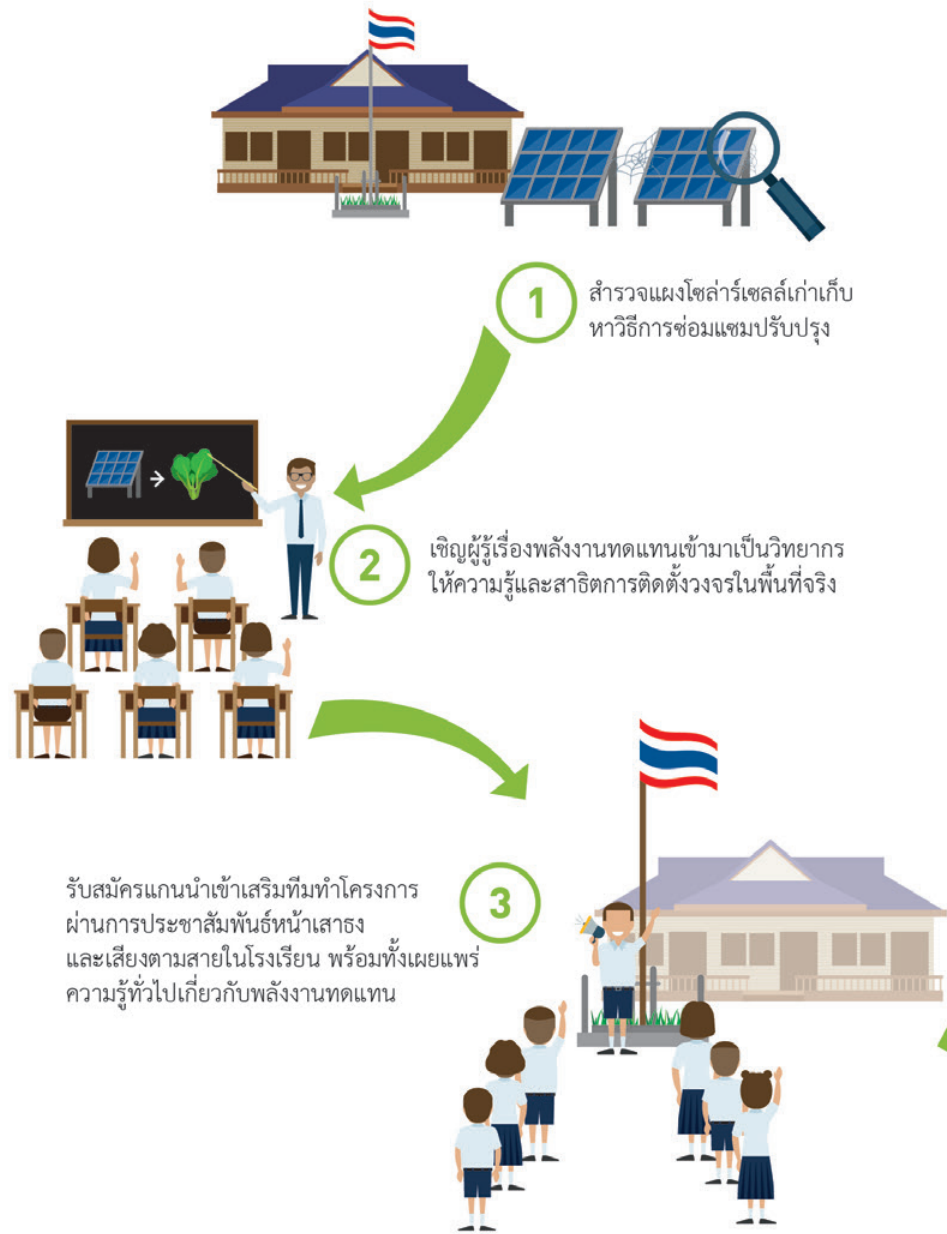 1
สำรวจแผงโซล่าร์เซลล์เก่าเก็บ
หาวิธีการซ่อมแซมปรับปรุง
2
เชิญผู้รู้เรื่องพลังงานทดแทนเข้ามาเป็นวิทยากร
ให้ความรู้และสาธิตการติดตั้งวงจรในพื้นที่จริง
3
รับสมัครแกนนำเข้าเสริมทีมทำโครงการ
ผ่านการประชาสัมพันธ์หน้าเสาธง
และเสียงตามสายในโรงเรียน พร้อมทั้งเผยแพร่
ความรู้ทั่วไปเกี่ยวกับพลังงานทดแทน